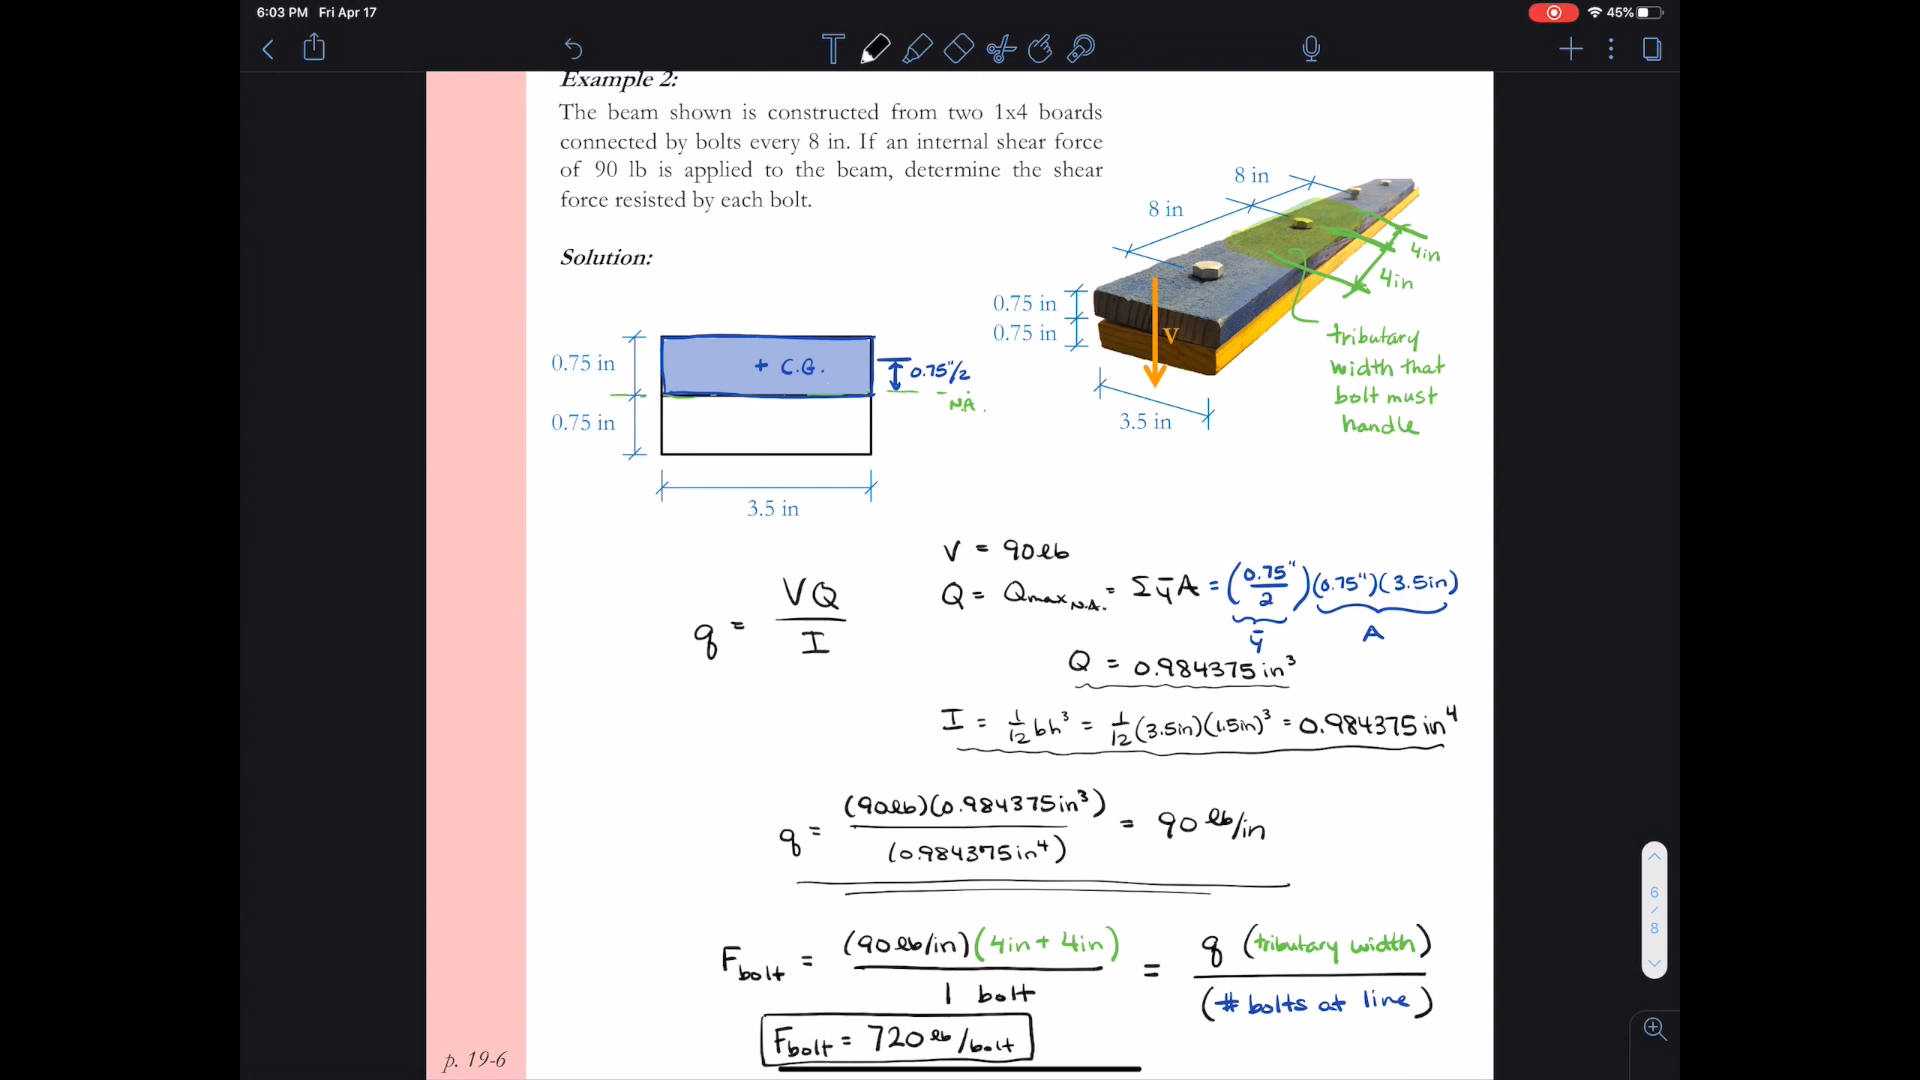 6:03 PM Fri Apr 17
45%
Example 2:
The beam shown is constructed from two 1x4 boards
connected by bolts every 8 in. If an internal shear force
of 90 lb is applied to the beam, determine the shear
force resisted by each bolt.
8 in
8 in
4in
4in
0.75 in
0.75 in
V
3.5 in
tributary
width that
bolt must
handle
Solution:
0.75 in
0.75 in
+ C.G.
0.75"/2
N.A.
3.5 in
V = 90lb
q = VQ / I
Q = Qmax N.A. = Σ ȳA = (0.75"/2)(0.75")(3.5in)
ȳ A
Q = 0.984375 in³
I = 1/12 bh³ = 1/12 (3.5in)(1.5in)³ = 0.984375 in⁴
q = (90lb)(0.984375in³) / (0.984375in⁴) = 90 lb/in
Fbolt = (90 lb/in)(4in + 4in) / 1 bolt = q (tributary width) / (# bolts at line)
Fbolt = 720 lb/bolt
p. 19-6
6
/
8